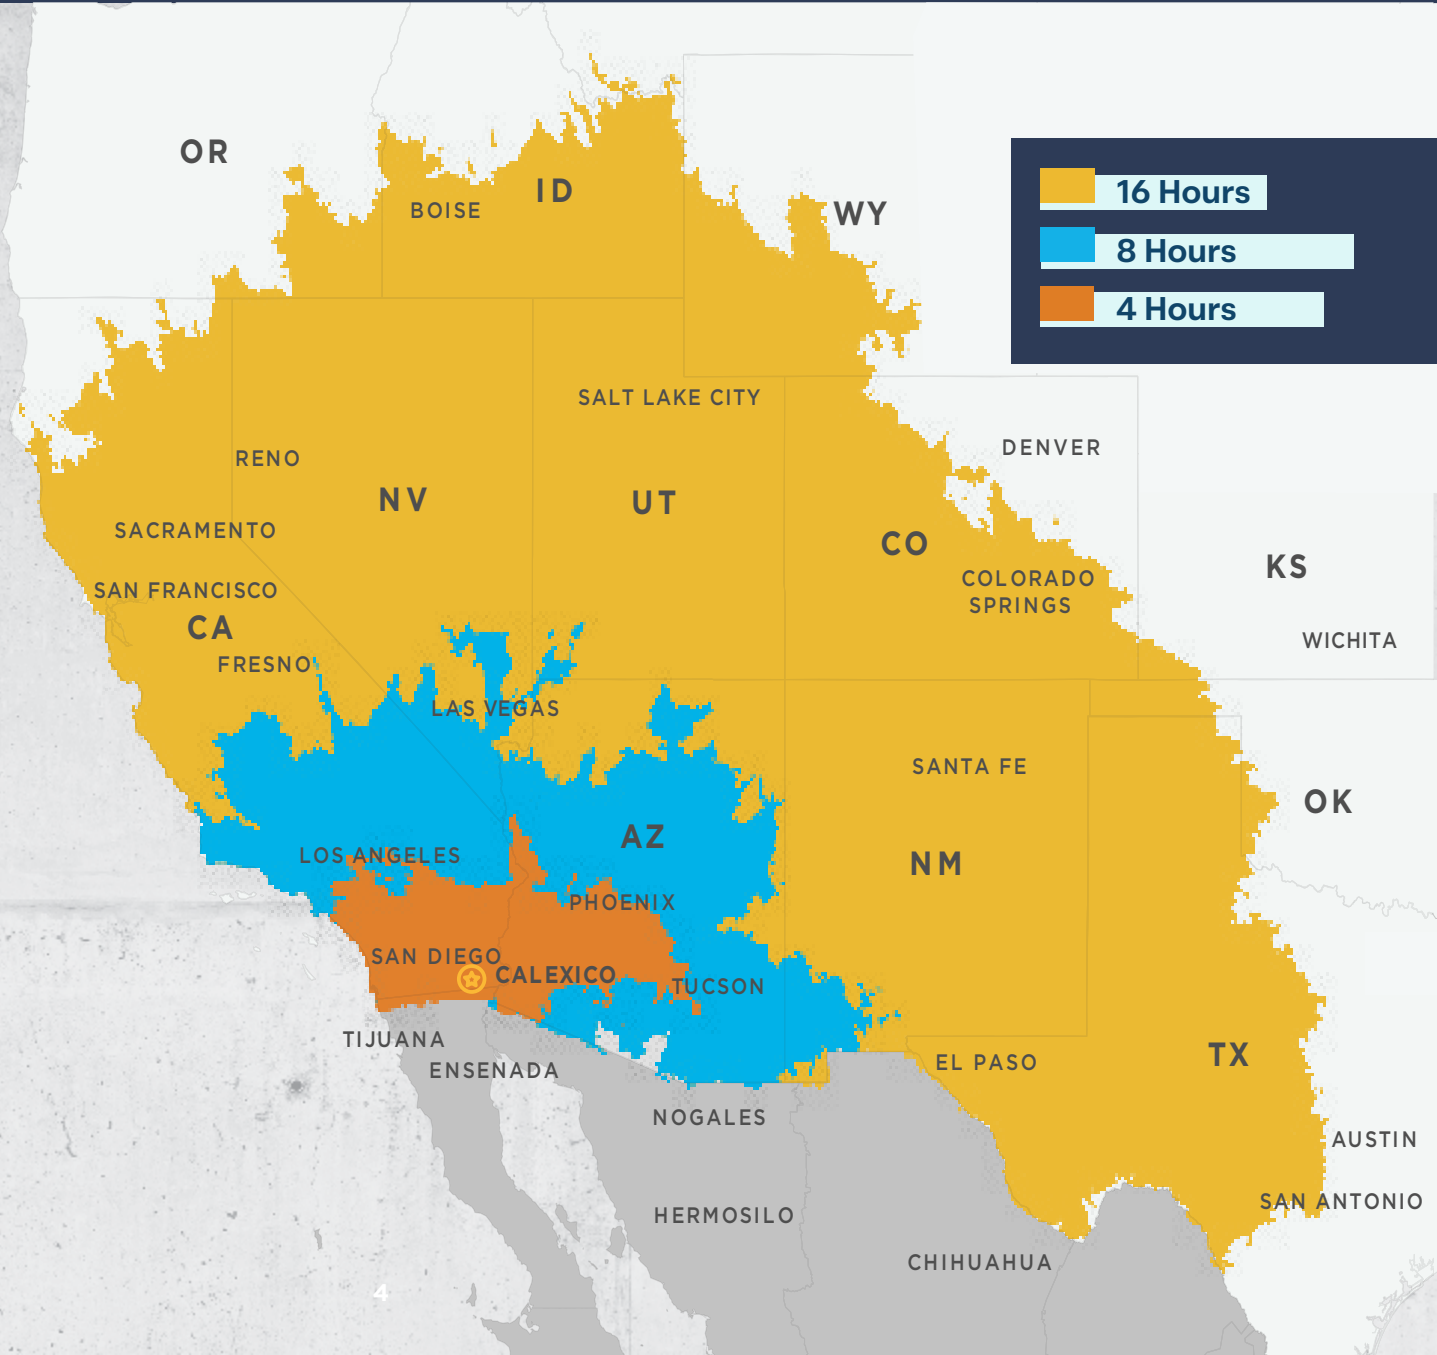 OR
ID
BOISE
WY
16 Hours
8 Hours
4 Hours
SALT LAKE CITY
DENVER
RENO
NV
UT
SACRAMENTO
CO
KS
SAN FRANCISCO
COLORADO
SPRINGS
CA
WICHITA
FRESNO
LAS VEGAS
SANTA FE
OK
AZ
LOS ANGELES
NM
PHOENIX
SAN DIEGO
CALEXICO
TUCSON
TIJUANA
EL PASO
TX
ENSENADA
NOGALES
AUSTIN
SAN ANTONIO
HERMOSILO
CHIHUAHUA
4